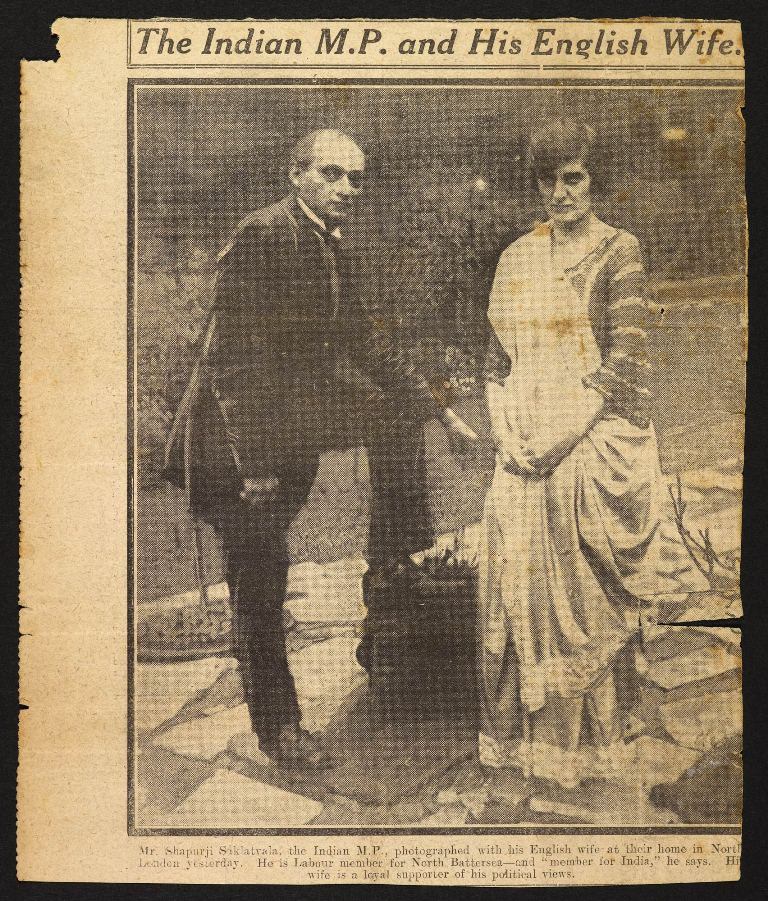 The Indian M.P. and His English Wife.
Mr. Shapurji Saklatvala, the Indian M.P., photographed with his English wife at their home in Nort
London yesterday. He is Labour member for North Battersea—and "member for India," he says. Hi
wife is a loyal supporter of his political views.